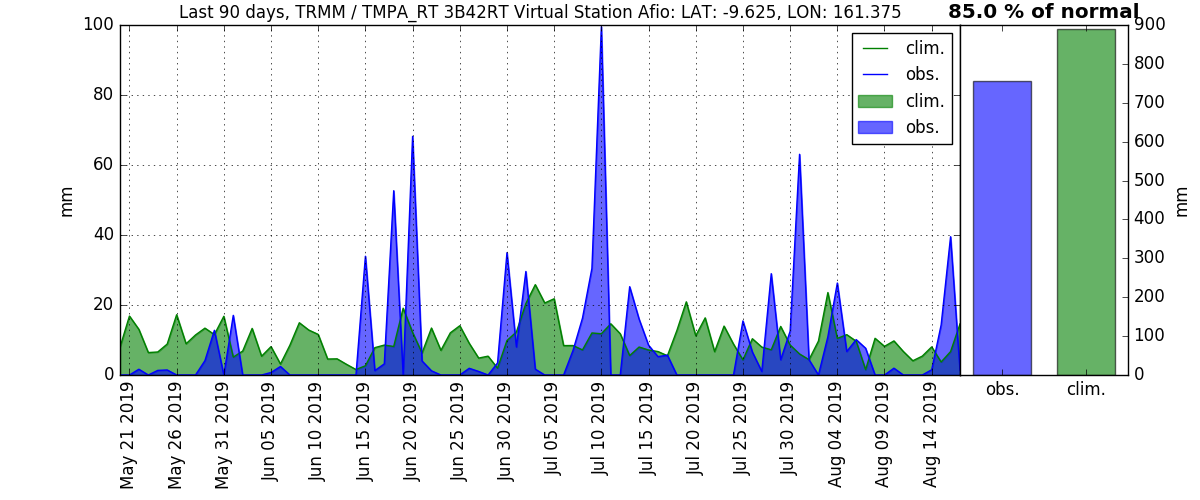 Last 90 days, TRMM / TMPA_RT 3B42RT Virtual Station Afio: LAT: -9.625, LON: 161.375
85.0 % of normal
100
80
60
40
20
0
mm
clim.
obs.
clim.
obs.
May 21 2019
May 26 2019
May 31 2019
Jun 05 2019
Jun 10 2019
Jun 15 2019
Jun 20 2019
Jun 25 2019
Jun 30 2019
Jul 05 2019
Jul 10 2019
Jul 15 2019
Jul 20 2019
Jul 25 2019
Jul 30 2019
Aug 04 2019
Aug 09 2019
Aug 14 2019
900
800
700
600
500
400
300
200
100
0
mm
obs.
clim.